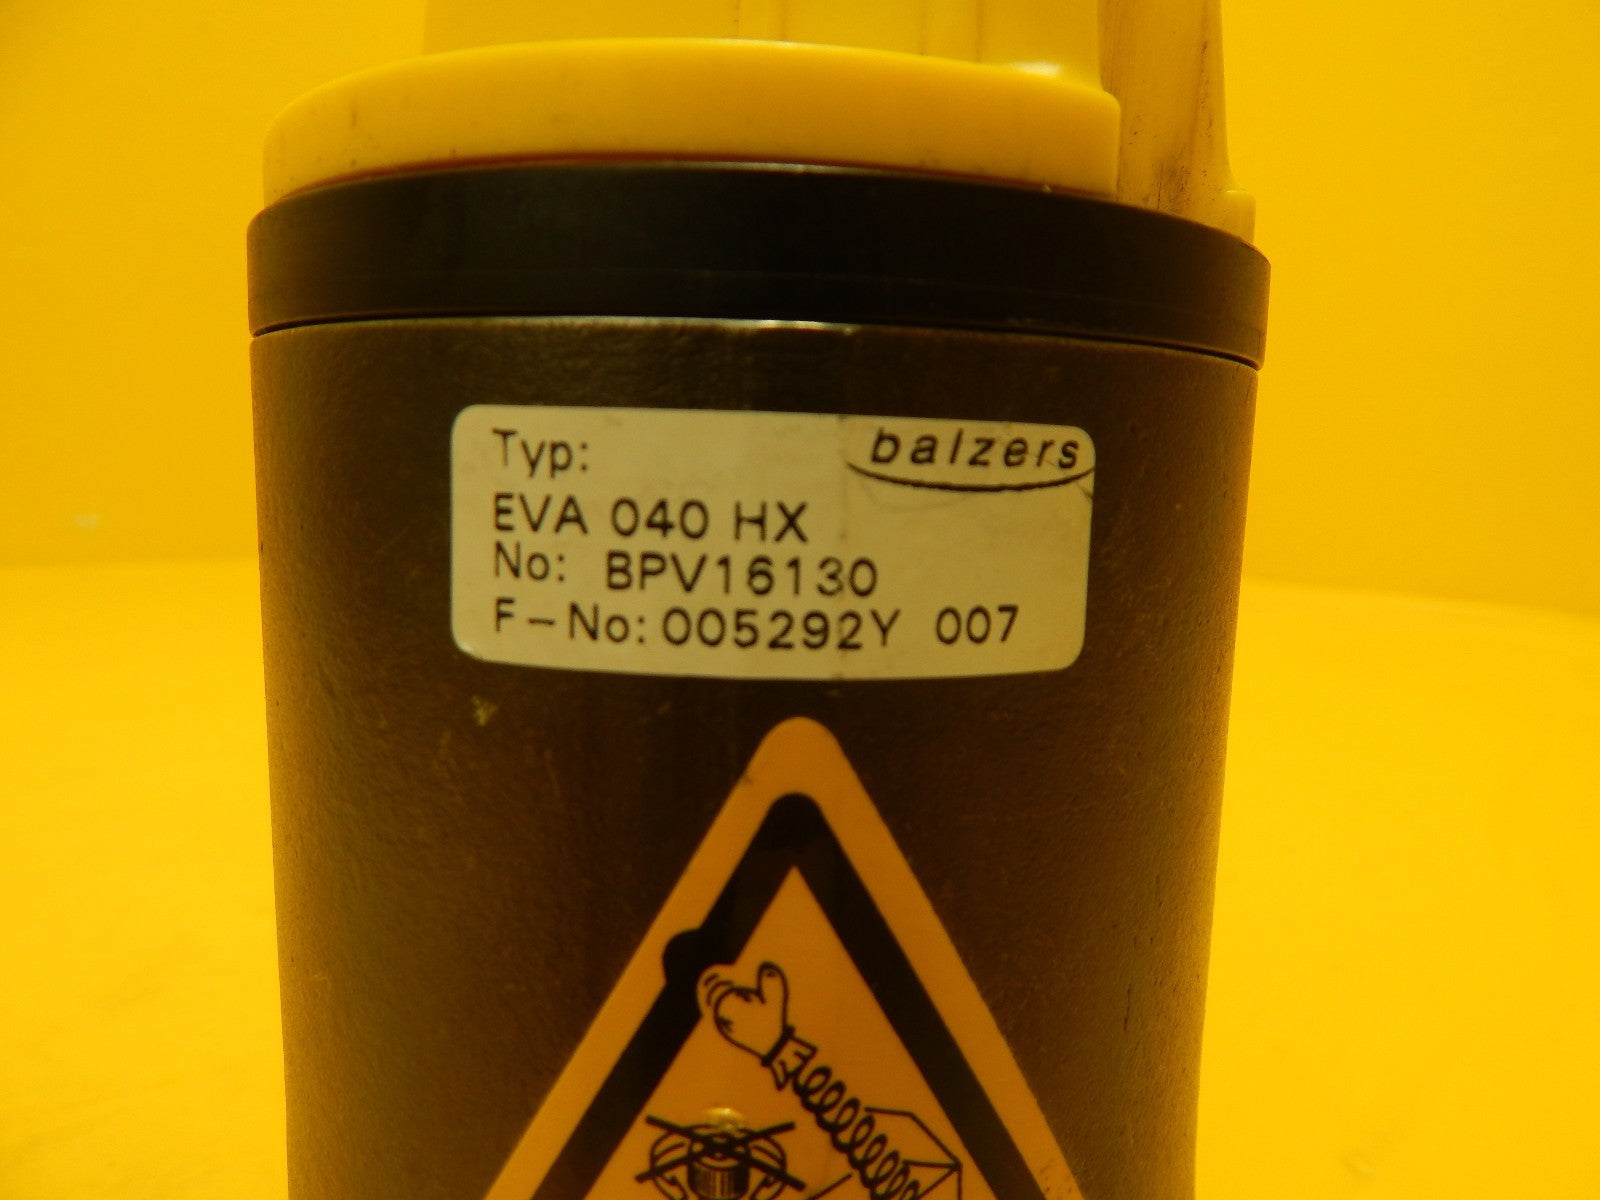 Typ: balzers
EVA 040 HX
No: BPV16130
F-No: 005292Y 007